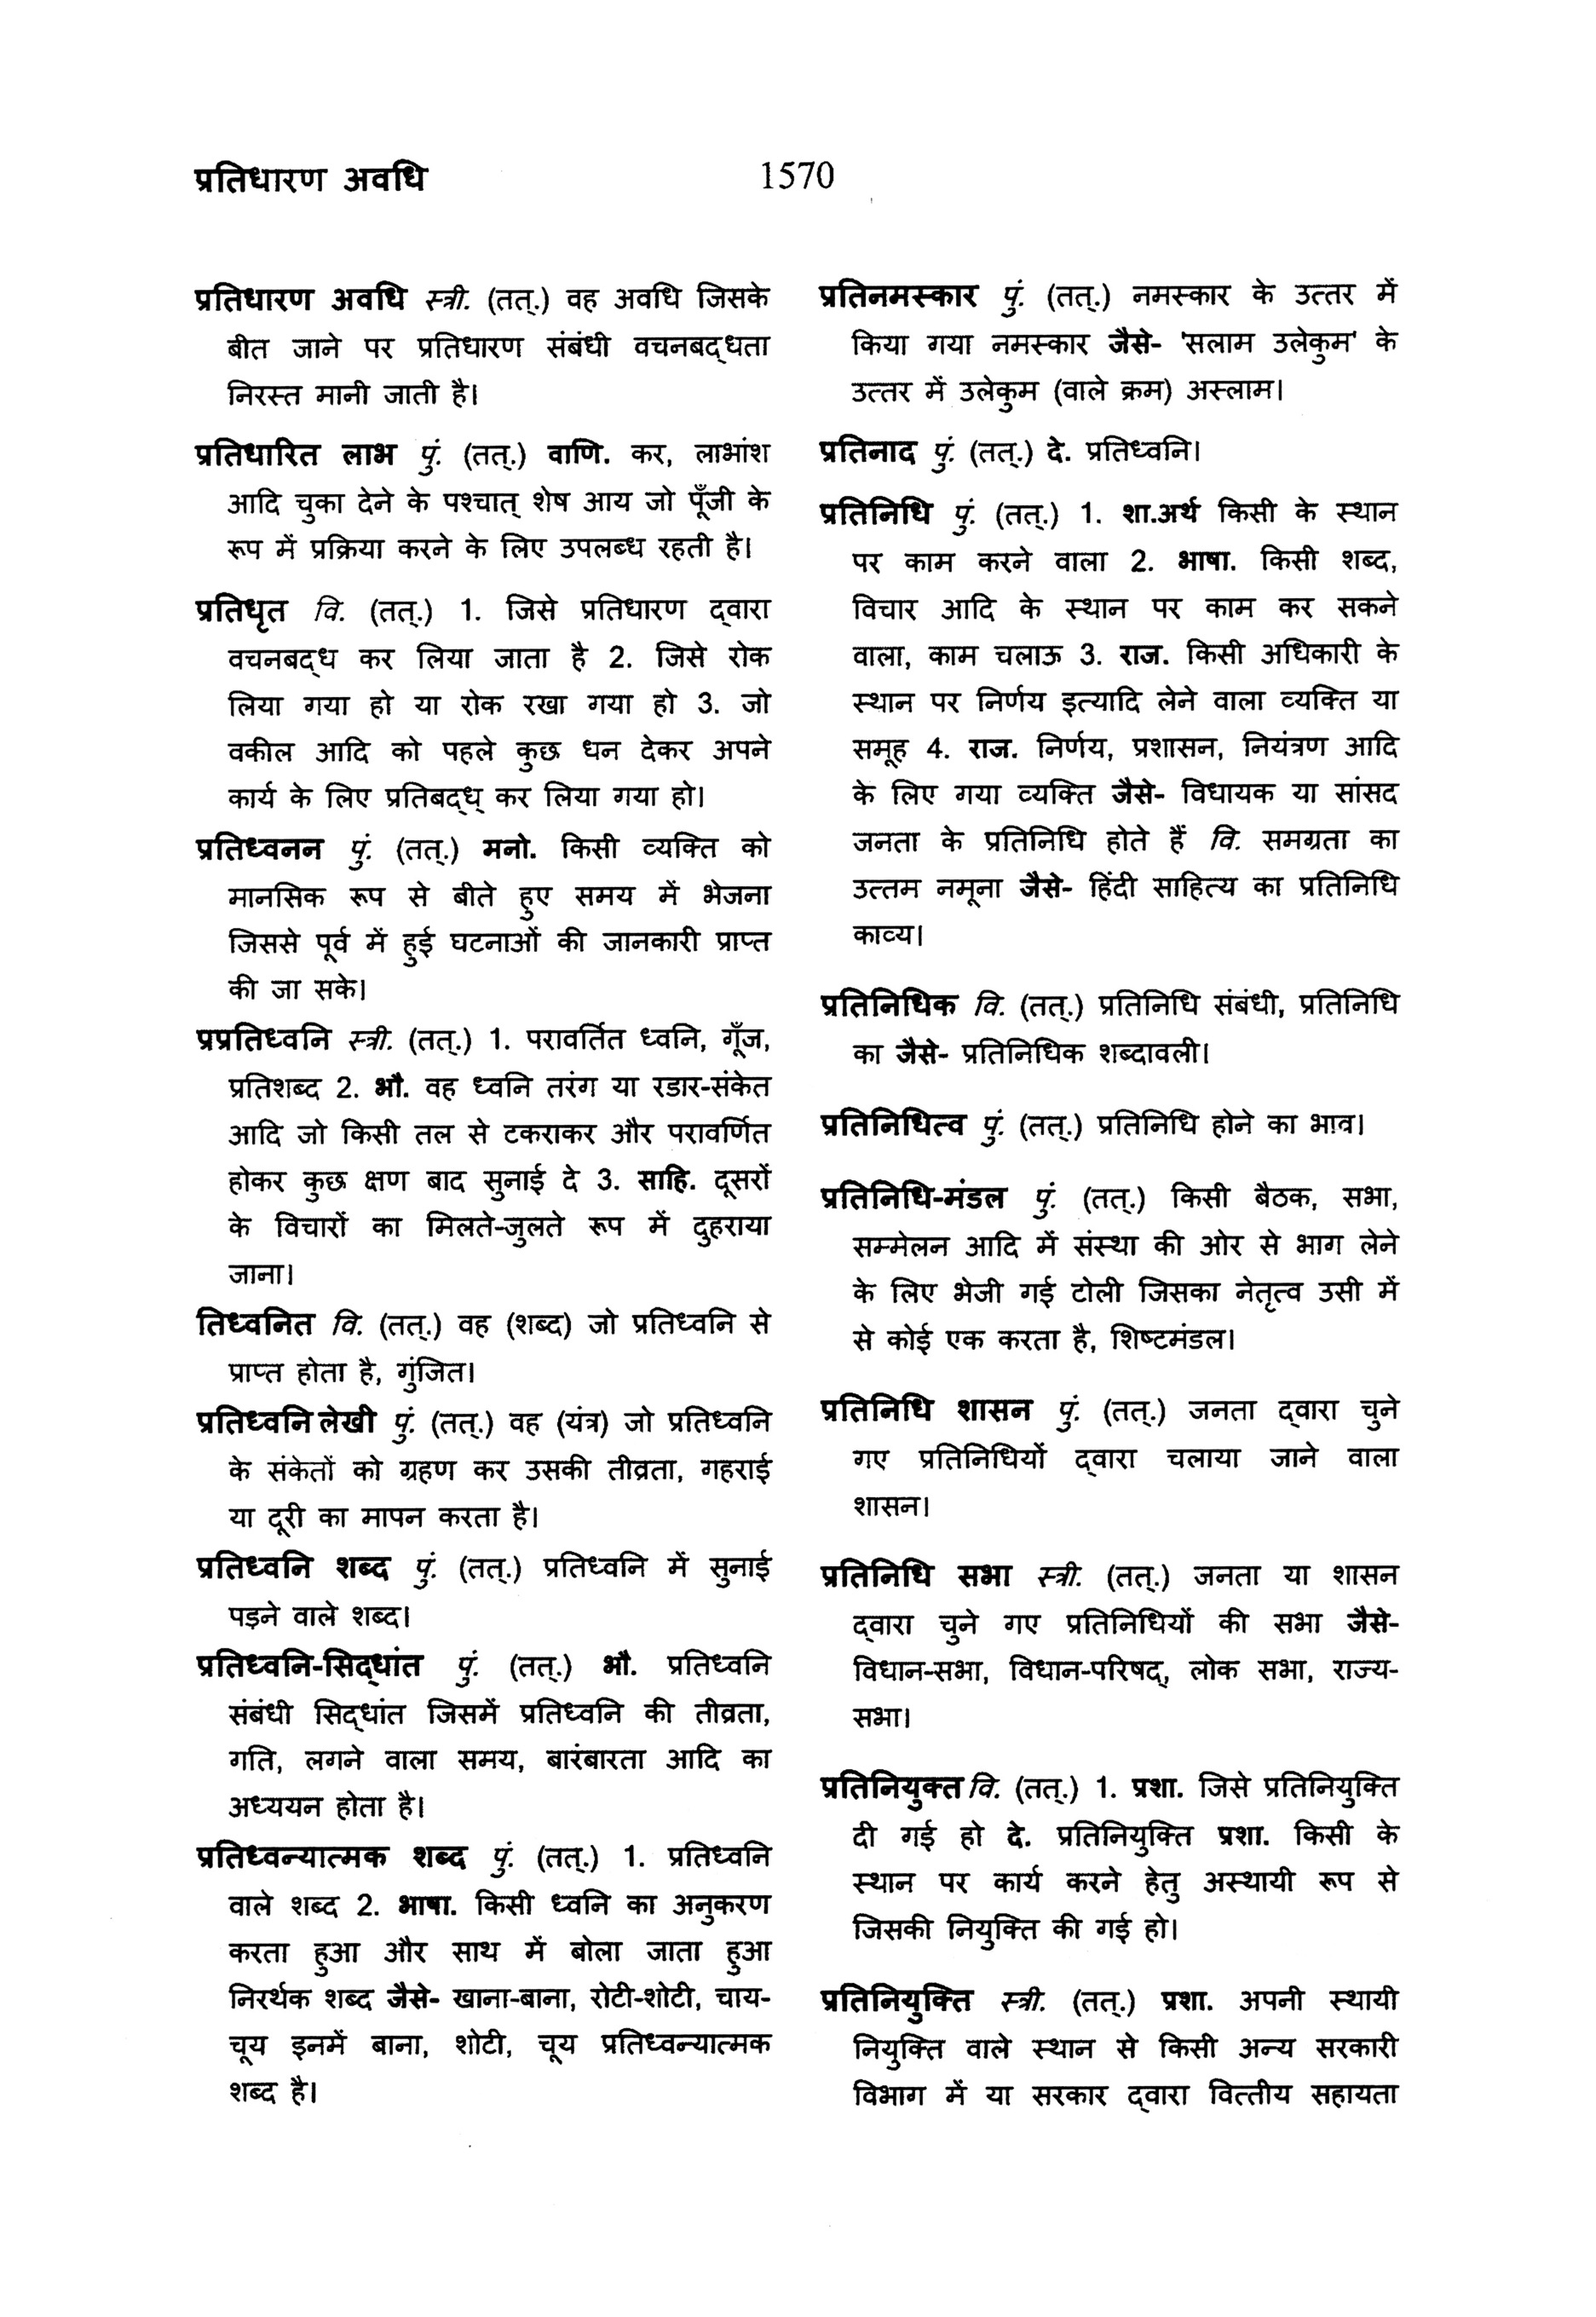 प्रतिधारण अवधि
1570
प्रतिधारण अवधि स्त्री. (तत्.) वह अवधि जिसके
बीत जाने पर प्रतिधारण संबंधी वचनबद्धता
निरस्त मानी जाती है।
प्रतिधारित लाभ पुं. (तत्.) वाणि. कर, लाभांश
आदि चुका देने के पश्चात् शेष आय जो पूँजी के
रूप में प्रक्रिया करने के लिए उपलब्ध रहती है।
प्रतिधृत वि. (तत्.) 1. जिसे प्रतिधारण द्वारा
वचनबद्ध कर लिया जाता है 2. जिसे रोक
लिया गया हो या रोक रखा गया हो 3. जो
वकील आदि को पहले कुछ धन देकर अपने
कार्य के लिए प्रतिबद्ध् कर लिया गया हो।
प्रतिध्वनन पुं. (तत्.) मनो. किसी व्यक्ति को
मानसिक रूप से बीते हुए समय में भेजना
जिससे पूर्व में हुई घटनाओं की जानकारी प्राप्त
की जा सके।
प्रप्रतिध्वनि स्त्री. (तत्.) 1. परावर्तित ध्वनि, गूँज,
प्रतिशब्द 2. भौ. वह ध्वनि तरंग या रडार-संकेत
आदि जो किसी तल से टकराकर और परावर्णित
होकर कुछ क्षण बाद सुनाई दे 3. साहि. दूसरों
के विचारों का मिलते-जुलते रूप में दुहराया
जाना।
तिध्वनित वि. (तत्.) वह (शब्द) जो प्रतिध्वनि से
प्राप्त होता है, गुंजित।
प्रतिध्वनि लेखी पुं. (तत्.) वह (यंत्र) जो प्रतिध्वनि
के संकेतों को ग्रहण कर उसकी तीव्रता, गहराई
या दूरी का मापन करता है।
प्रतिध्वनि शब्द पुं. (तत्.) प्रतिध्वनि में सुनाई
पड़ने वाले शब्द।
प्रतिध्वनि-सिद्धांत पुं. (तत्.) भौ. प्रतिध्वनि
संबंधी सिद्धांत जिसमें प्रतिध्वनि की तीव्रता,
गति, लगने वाला समय, बारंबारता आदि का
अध्ययन होता है।
प्रतिध्वन्यात्मक शब्द पुं. (तत्.) 1. प्रतिध्वनि
वाले शब्द 2. भाषा. किसी ध्वनि का अनुकरण
करता हुआ और साथ में बोला जाता हुआ
निरर्थक शब्द जैसे- खाना-बाना, रोटी-शोटी, चाय-
चूय इनमें बाना, शोटी, चूय प्रतिध्वन्यात्मक
शब्द है।
प्रतिनमस्कार पुं. (तत्.) नमस्कार के उत्तर में
किया गया नमस्कार जैसे- 'सलाम उलेकुम' के
उत्तर में उलेकुम (वाले क्रम) अस्लाम।
प्रतिनाद पुं. (तत्.) दे. प्रतिध्वनि।
प्रतिनिधि पुं. (तत्.) 1. शा.अर्थ किसी के स्थान
पर काम करने वाला 2. भाषा. किसी शब्द,
विचार आदि के स्थान पर काम कर सकने
वाला, काम चलाऊ 3. राज. किसी अधिकारी के
स्थान पर निर्णय इत्यादि लेने वाला व्यक्ति या
समूह 4. राज. निर्णय, प्रशासन, नियंत्रण आदि
के लिए गया व्यक्ति जैसे- विधायक या सांसद
जनता के प्रतिनिधि होते हैं वि. समग्रता का
उत्तम नमूना जैसे- हिंदी साहित्य का प्रतिनिधि
काव्य।
प्रतिनिधिक वि. (तत्.) प्रतिनिधि संबंधी, प्रतिनिधि
का जैसे- प्रतिनिधिक शब्दावली।
प्रतिनिधित्व पुं. (तत्.) प्रतिनिधि होने का भाव।
प्रतिनिधि-मंडल पुं. (तत्.) किसी बैठक, सभा,
सम्मेलन आदि में संस्था की ओर से भाग लेने
के लिए भेजी गई टोली जिसका नेतृत्व उसी में
से कोई एक करता है, शिष्टमंडल।
प्रतिनिधि शासन पुं. (तत्.) जनता द्वारा चुने
गए प्रतिनिधियों द्वारा चलाया जाने वाला
शासन।
प्रतिनिधि सभा स्त्री. (तत्.) जनता या शासन
द्वारा चुने गए प्रतिनिधियों की सभा जैसे-
विधान-सभा, विधान-परिषद्, लोक सभा, राज्य-
सभा।
प्रतिनियुक्त वि. (तत्.) 1. प्रशा. जिसे प्रतिनियुक्ति
दी गई हो दे. प्रतिनियुक्ति प्रशा. किसी के
स्थान पर कार्य करने हेतु अस्थायी रूप से
जिसकी नियुक्ति की गई हो।
प्रतिनियुक्ति स्त्री. (तत्.) प्रशा. अपनी स्थायी
नियुक्ति वाले स्थान से किसी अन्य सरकारी
विभाग में या सरकार द्वारा वित्तीय सहायता